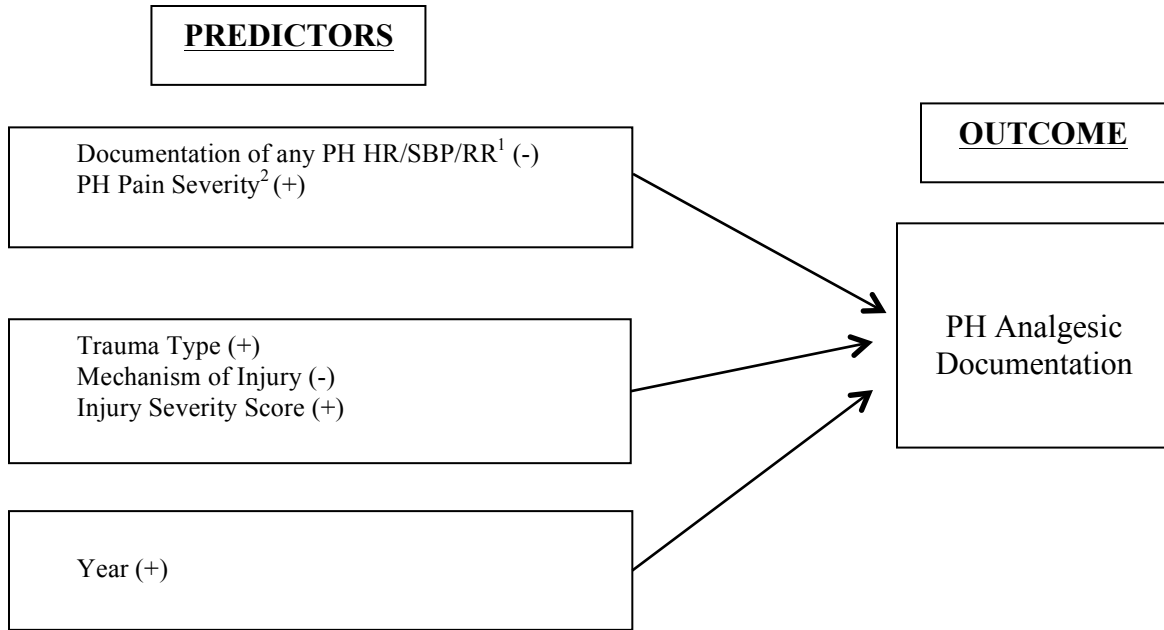 PREDICTORS
Documentation of any PH HR/SBP/RR¹ (-)
PH Pain Severity² (+)
Trauma Type (+)
Mechanism of Injury (-)
Injury Severity Score (+)
Year (+)
OUTCOME
PH Analgesic
Documentation